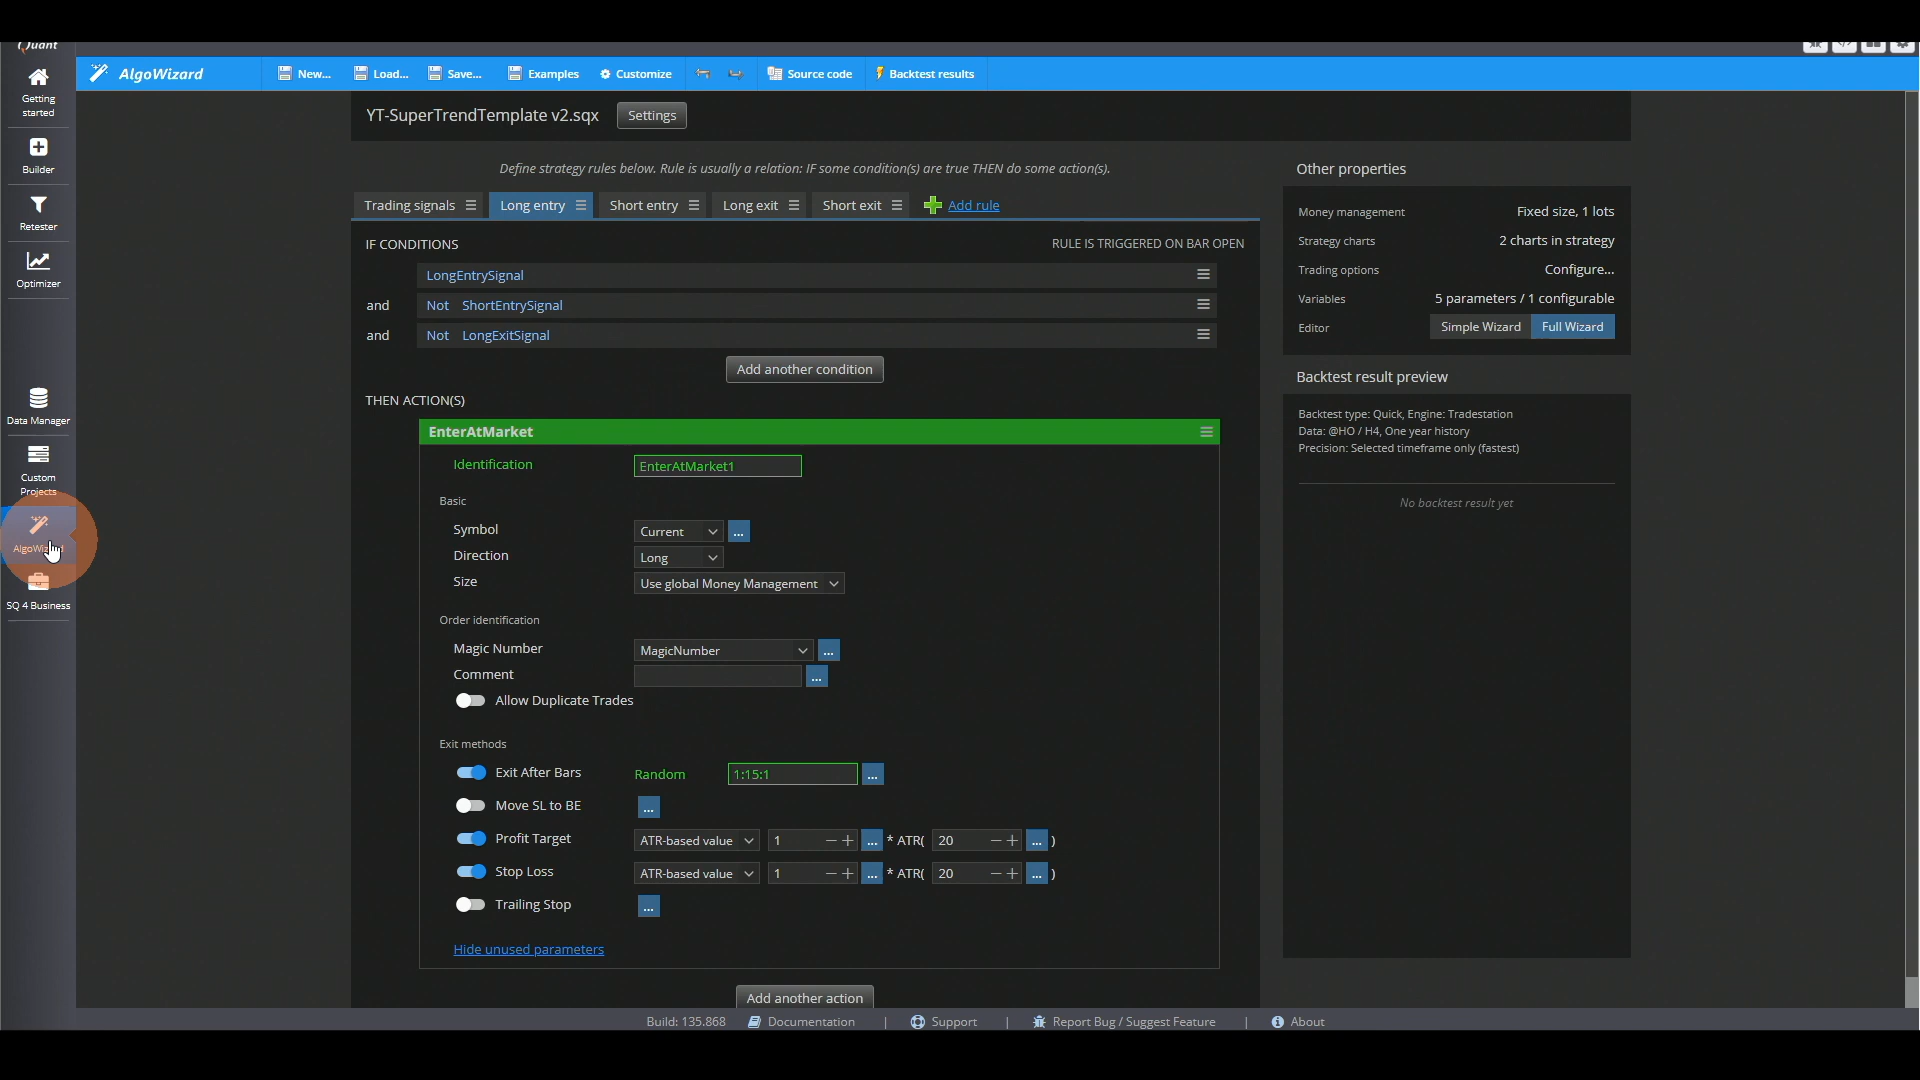 Quant
AlgoWizard
New...
Load...
Save...
Examples
Customize
Source code
Backtest results
Getting
started
Builder
Retester
Optimizer
Data Manager
Custom
Projects
AlgoWizard
SQ 4 Business
YT-SuperTrendTemplate v2.sqx
Settings
Define strategy rules below. Rule is usually a relation: IF some condition(s) are true THEN do some action(s).
Trading signals
Long entry
Short entry
Long exit
Short exit
Add rule
IF CONDITIONS
RULE IS TRIGGERED ON BAR OPEN
LongEntrySignal
and Not ShortEntrySignal
and Not LongExitSignal
Add another condition
THEN ACTION(S)
EnterAtMarket
Identification EnterAtMarket1
Basic
Symbol Current ...
Direction Long
Size Use global Money Management
Order identification
Magic Number MagicNumber ...
Comment ...
Allow Duplicate Trades
Exit methods
Exit After Bars Random 1:15:1 ...
Move SL to BE ...
Profit Target ATR-based value 1 ... * ATR( 20 ... )
Stop Loss ATR-based value 1 ... * ATR( 20 ... )
Trailing Stop ...
Hide unused parameters
Add another action
Other properties
Money management Fixed size, 1 lots
Strategy charts 2 charts in strategy
Trading options Configure...
Variables 5 parameters / 1 configurable
Editor Simple Wizard Full Wizard
Backtest result preview
Backtest type: Quick, Engine: Tradestation
Data: @HO / H4, One year history
Precision: Selected timeframe only (fastest)
No backtest result yet
Build: 135.868 Documentation | Support | Report Bug / Suggest Feature | About